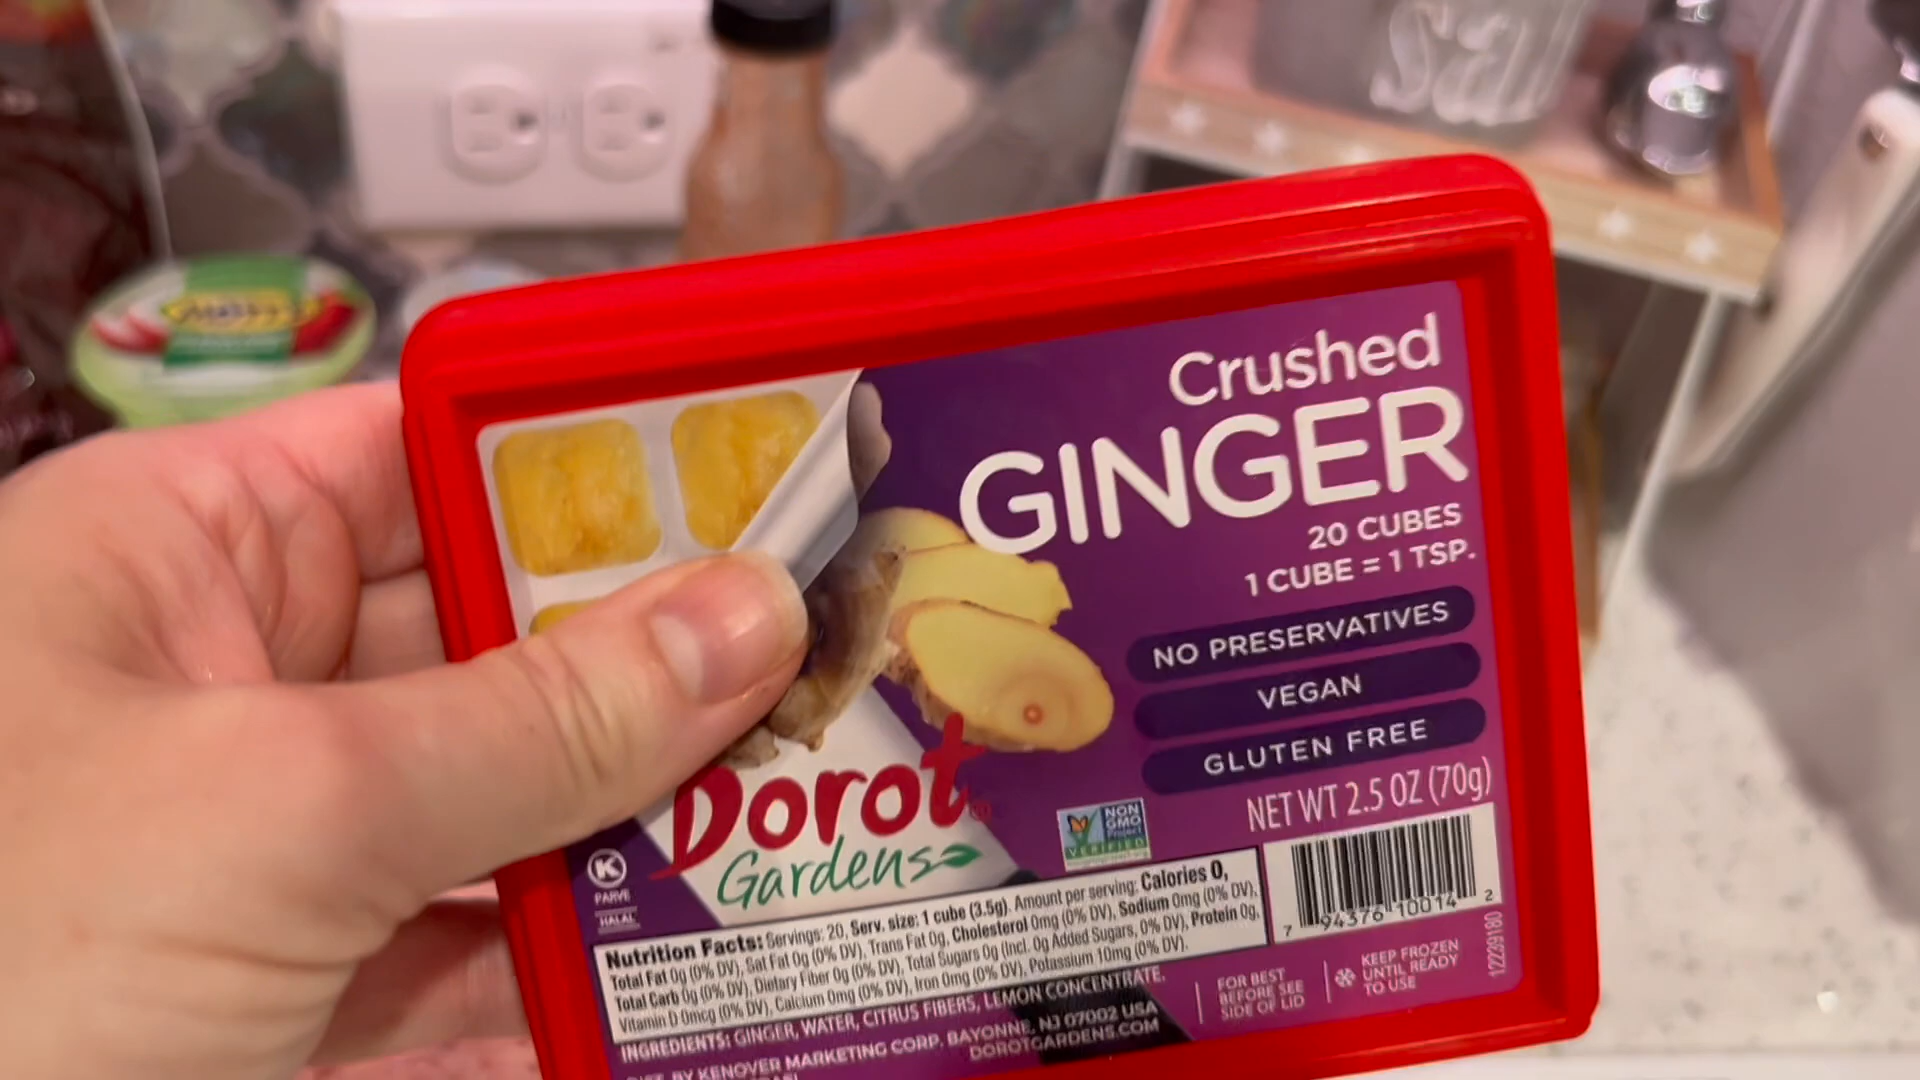 Salt
Crushed
GINGER
20 CUBES
1 CUBE = 1 TSP.
NO PRESERVATIVES
VEGAN
GLUTEN FREE
NET WT 2.5 OZ (70g)
Dorot
Gardens
NON
GMO
Project
VERIFIED
K
PARVE
HALAL
Nutrition Facts: Servings: 20, Serv. size: 1 cube (3.5g). Amount per serving: Calories 0,
Total Fat 0g (0% DV), Sat Fat 0g (0% DV), Trans Fat 0g, Cholesterol 0mg (0% DV), Sodium 0mg (0% DV),
Total Carb 0g (0% DV), Dietary Fiber 0g (0% DV), Total Sugars 0g (Incl. 0g Added Sugars, 0% DV), Protein 0g,
Vitamin D 0mcg (0% DV), Calcium 0mg (0% DV), Iron 0mg (0% DV), Potassium 10mg (0% DV).
INGREDIENTS: GINGER, WATER, CITRUS FIBERS, LEMON CONCENTRATE.
DIST. BY KENOVER MARKETING CORP, BAYONNE, NJ 07002 USA
DOROTGARDENS.COM
7 94376 10014 2
12239180
FOR BEST
BEFORE SEE
SIDE OF LID
KEEP FROZEN
UNTIL READY
TO USE